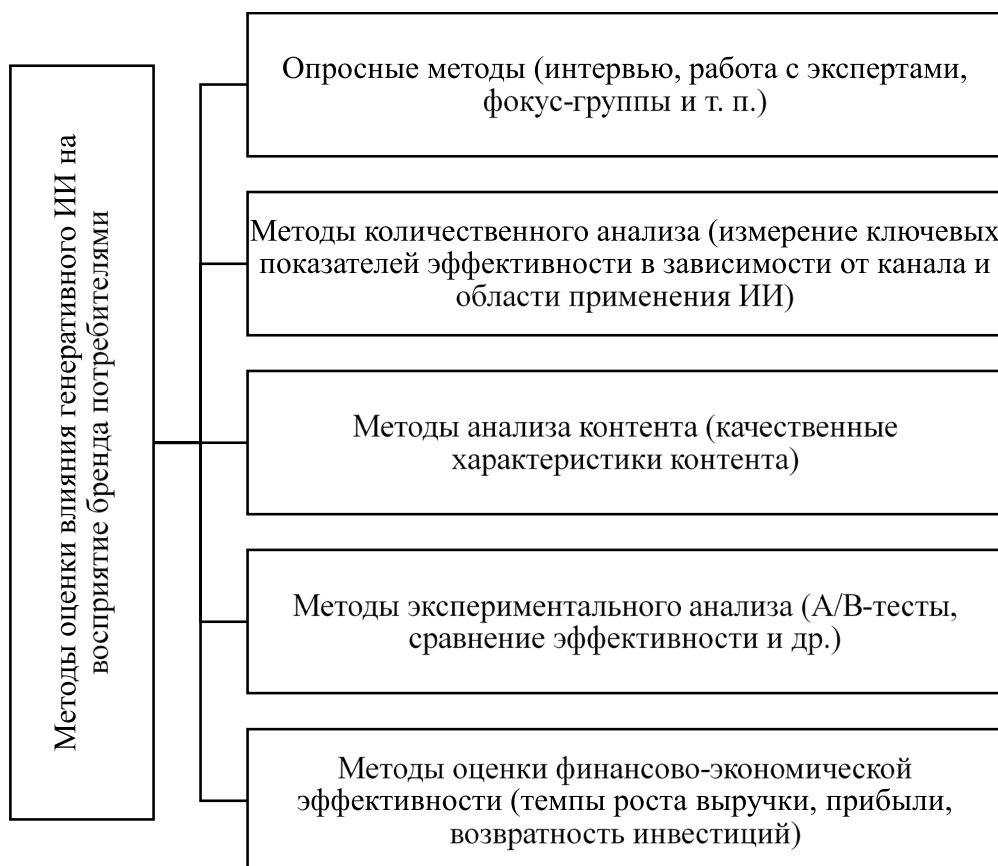 Методы оценки влияния генеративного ИИ на
восприятие бренда потребителями
Опросные методы (интервью, работа с экспертами,
фокус-группы и т. п.)
Методы количественного анализа (измерение ключевых
показателей эффективности в зависимости от канала и
области применения ИИ)
Методы анализа контента (качественные
характеристики контента)
Методы экспериментального анализа (A/B-тесты,
сравнение эффективности и др.)
Методы оценки финансово-экономической
эффективности (темпы роста выручки, прибыли,
возвратность инвестиций)